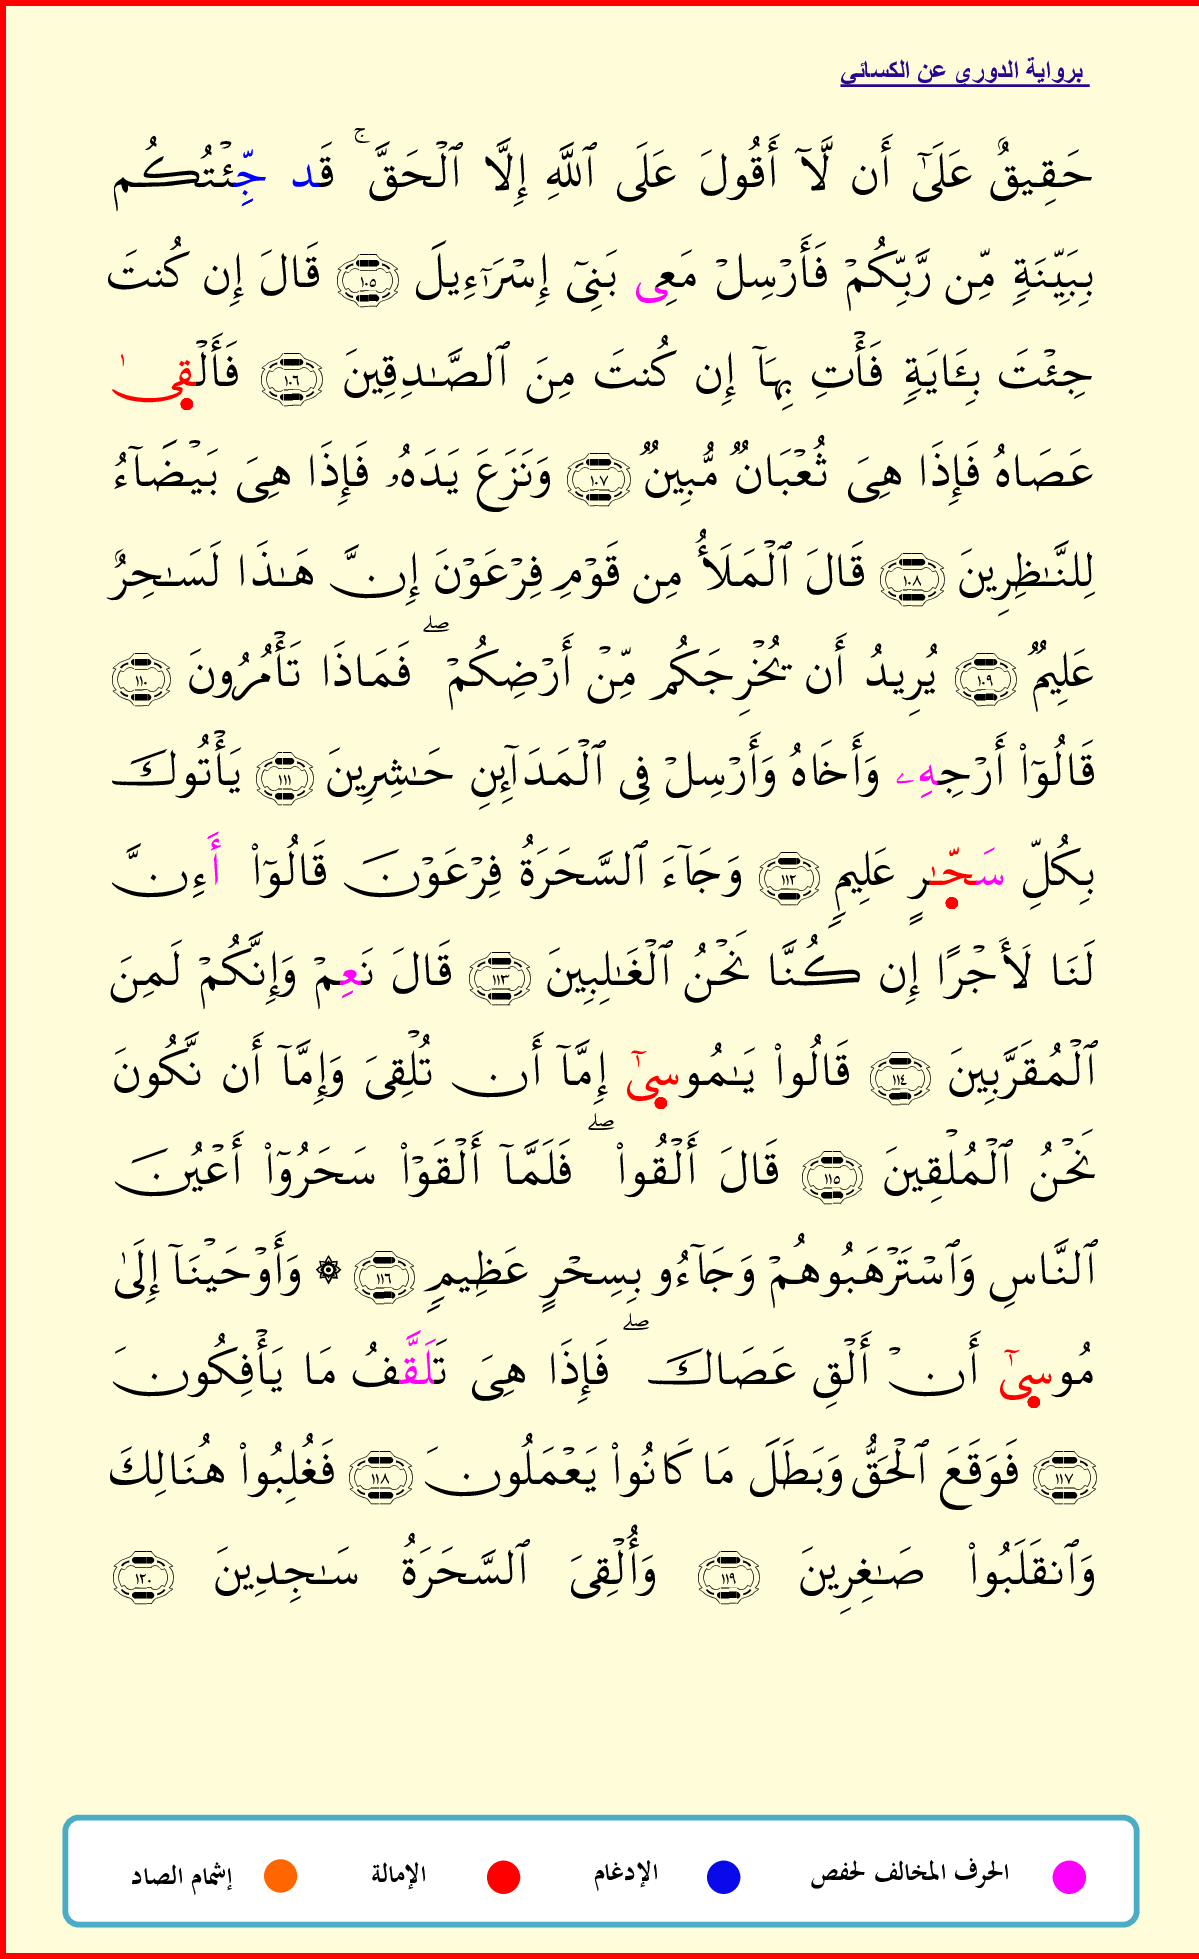 برواية الدوري عن الكسائي
حَقِيقٌ عَلَىٰٓ أَن لَّآ أَقُولَ عَلَى ٱللَّهِ إِلَّا ٱلْحَقَّ ۚ قَد جِّئْتُكُم
بِبَيِّنَةٍ مِّن رَّبِّكُمْ فَأَرْسِلْ مَعِى بَنِىٓ إِسْرَٰٓءِيلَ ١٠٥ قَالَ إِن كُنتَ
جِئْتَ بِـَٔايَةٍ فَأْتِ بِهَآ إِن كُنتَ مِنَ ٱلصَّـٰدِقِينَ ١٠٦ فَأَلْقِىٰ
عَصَاهُ فَإِذَا هِىَ ثُعْبَانٌ مُّبِينٌ ١٠٧ وَنَزَعَ يَدَهُۥ فَإِذَا هِىَ بَيْضَآءُ
لِلنَّـٰظِرِينَ ١٠٨ قَالَ ٱلْمَلَأُ مِن قَوْمِ فِرْعَوْنَ إِنَّ هَـٰذَا لَسَـٰحِرٌ
عَلِيمٌ ١٠٩ يُرِيدُ أَن يُخْرِجَكُم مِّنْ أَرْضِكُمْ ۖ فَمَاذَا تَأْمُرُونَ ١١٠
قَالُوٓا۟ أَرْجِهِۦ وَأَخَاهُ وَأَرْسِلْ فِى ٱلْمَدَآئِنِ حَـٰشِرِينَ ١١١ يَأْتُوكَ
بِكُلِّ سَحَّـٰرٍ عَلِيمٍ ١١٢ وَجَآءَ ٱلسَّحَرَةُ فِرْعَوْنَ قَالُوٓا۟ أَءِنَّ
لَنَا لَأَجْرًا إِن كُنَّا نَحْنُ ٱلْغَـٰلِبِينَ ١١٣ قَالَ نَعِمْ وَإِنَّكُمْ لَمِنَ
ٱلْمُقَرَّبِينَ ١١٤ قَالُوا۟ يَـٰمُوسِىٰٓ إِمَّآ أَن تُلْقِىَ وَإِمَّآ أَن نَّكُونَ
نَحْنُ ٱلْمُلْقِينَ ١١٥ قَالَ أَلْقُوا۟ ۖ فَلَمَّآ أَلْقَوْا۟ سَحَرُوٓا۟ أَعْيُنَ
ٱلنَّاسِ وَٱسْتَرْهَبُوهُمْ وَجَآءُو بِسِحْرٍ عَظِيمٍ ١١٦ ۞ وَأَوْحَيْنَآ إِلَىٰ
مُوسِىٰٓ أَنْ أَلْقِ عَصَاكَ ۖ فَإِذَا هِىَ تَلَقَّفُ مَا يَأْفِكُونَ
١١٧ فَوَقَعَ ٱلْحَقُّ وَبَطَلَ مَا كَانُوا۟ يَعْمَلُونَ ١١٨ فَغُلِبُوا۟ هُنَالِكَ
وَٱنقَلَبُوا۟ صَـٰغِرِينَ ١١٩ وَأُلْقِىَ ٱلسَّحَرَةُ سَـٰجِدِينَ ١٢٠
الحرف المخالف لحفص الإدغام الإمالة إشمام الصاد